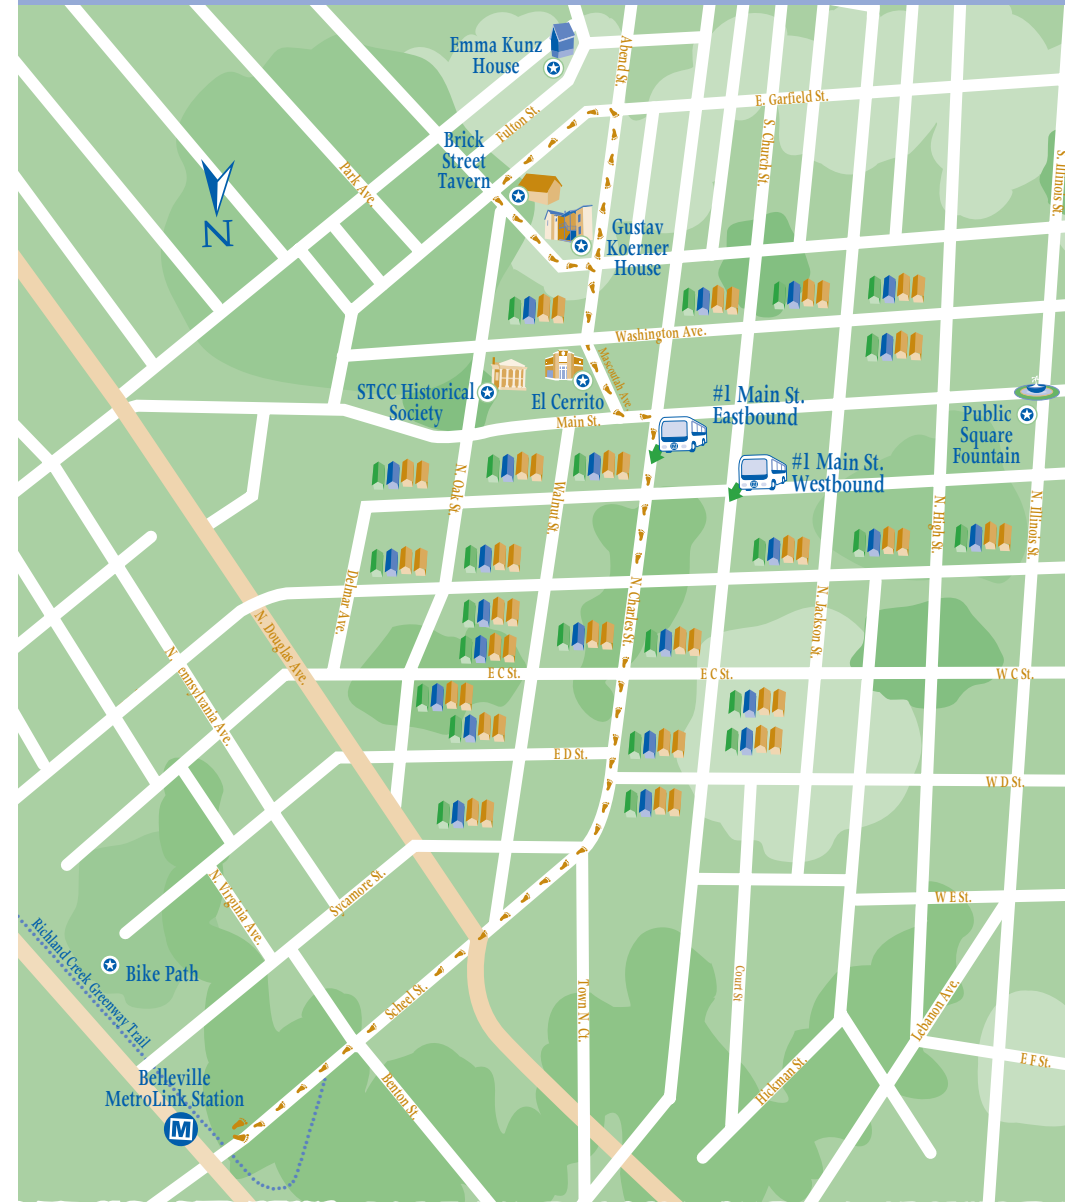 Emma Kunz
House
Abend St.
E. Garfield St.
Fulton St.
S. Church St.
Brick
Street
Tavern
Park Ave.
S. Illinois St.
N
Gustav
Koerner
House
Washington Ave.
Mascoutah Ave.
STCC Historical
Society
El Cerrito
Main St.
#1 Main St.
Eastbound
Public
Square
Fountain
#1 Main St.
Westbound
N. Oak St.
Walnut St.
N. High St.
N. Illinois St.
Delmar Ave.
N. Charles St.
N. Jackson St.
N. Douglas Ave.
N. ennsylvania Ave.
E C St.
E C St.
W C St.
E D St.
W D St.
Sycamore St.
N. Virginia Ave.
W E St.
Richland Creek Greenway Trail
Bike Path
Scheel St.
Town N. Ct.
Court St
Lebanon Ave.
E F St.
Hickman St.
Belleville
MetroLink Station
M
Benton St.